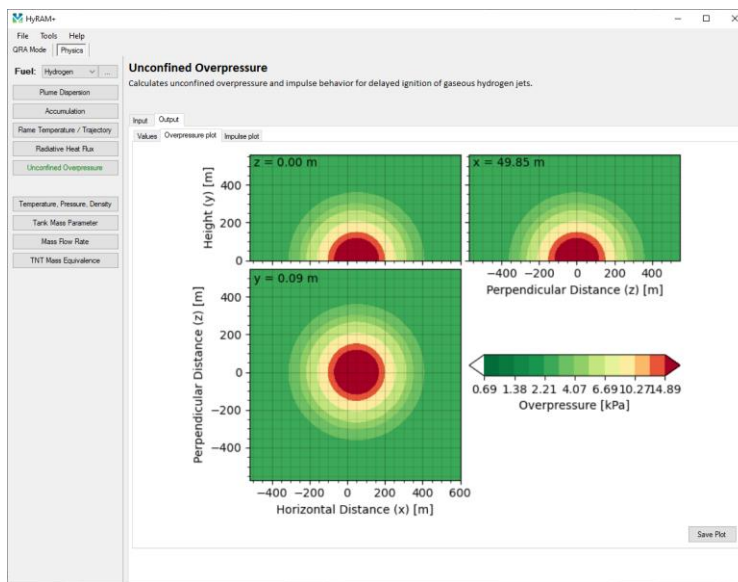 HyRAM+
File Tools Help
QRA Mode Physics
Fuel: Hydrogen ...
Plume Dispersion
Accumulation
Flame Temperature / Trajectory
Radiative Heat Flux
Unconfined Overpressure
Temperature, Pressure, Density
Tank Mass Parameter
Mass Flow Rate
TNT Mass Equivalence
Unconfined Overpressure
Calculates unconfined overpressure and impulse behavior for delayed ignition of gaseous hydrogen jets.
Input Output
Values Overpressure plot Impulse plot
z = 0.00 m
Height (y) [m]
400
200
0
x = 49.85 m
−400 −200 0 200 400
Perpendicular Distance (z) [m]
y = 0.09 m
Perpendicular Distance (z) [m]
400
200
0
−200
−400
−400 −200 0 200 400 600
Horizontal Distance (x) [m]
0.69 1.38 2.21 4.07 6.69 10.27 14.89
Overpressure [kPa]
Save Plot